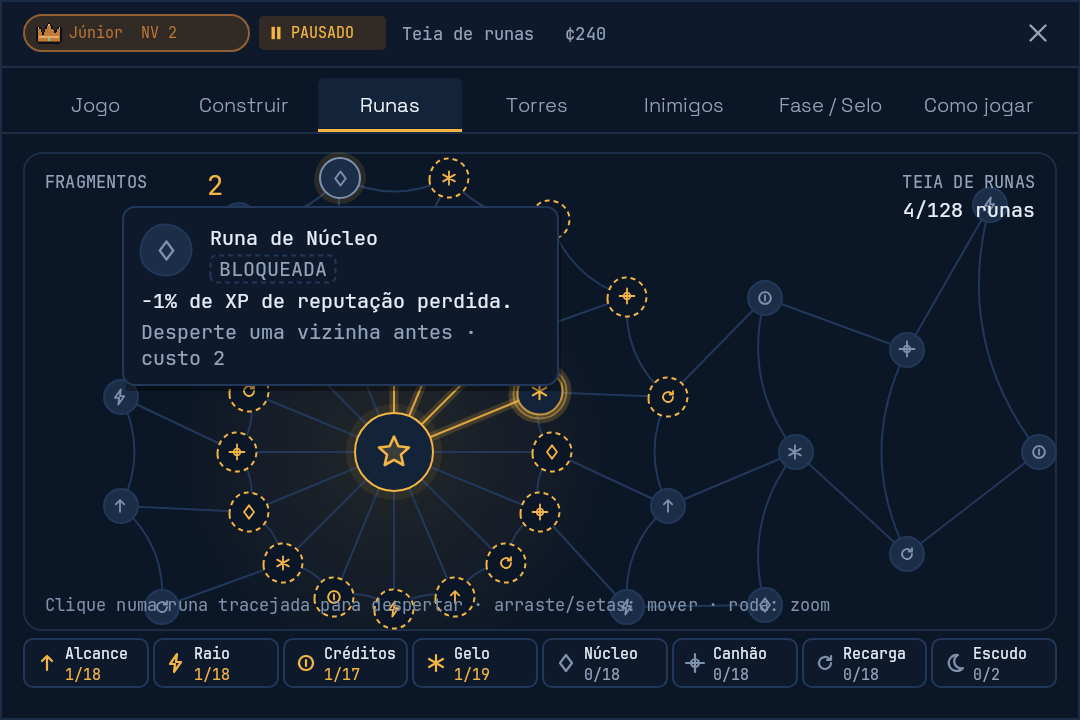 Júnior NV 2 PAUSADO Teia de runas ¢240
Jogo Construir Runas Torres Inimigos Fase / Selo Como jogar
FRAGMENTOS 2 TEIA DE RUNAS
4/128 runas
Runa de Núcleo
BLOQUEADA
-1% de XP de reputação perdida.
Desperte uma vizinha antes ·
custo 2
Clique numa runa tracejada para despertar · arraste/setas: mover · roda: zoom
Alcance Raio Créditos Gelo Núcleo Canhão Recarga Escudo
1/18 1/18 1/17 1/19 0/18 0/18 0/18 0/2